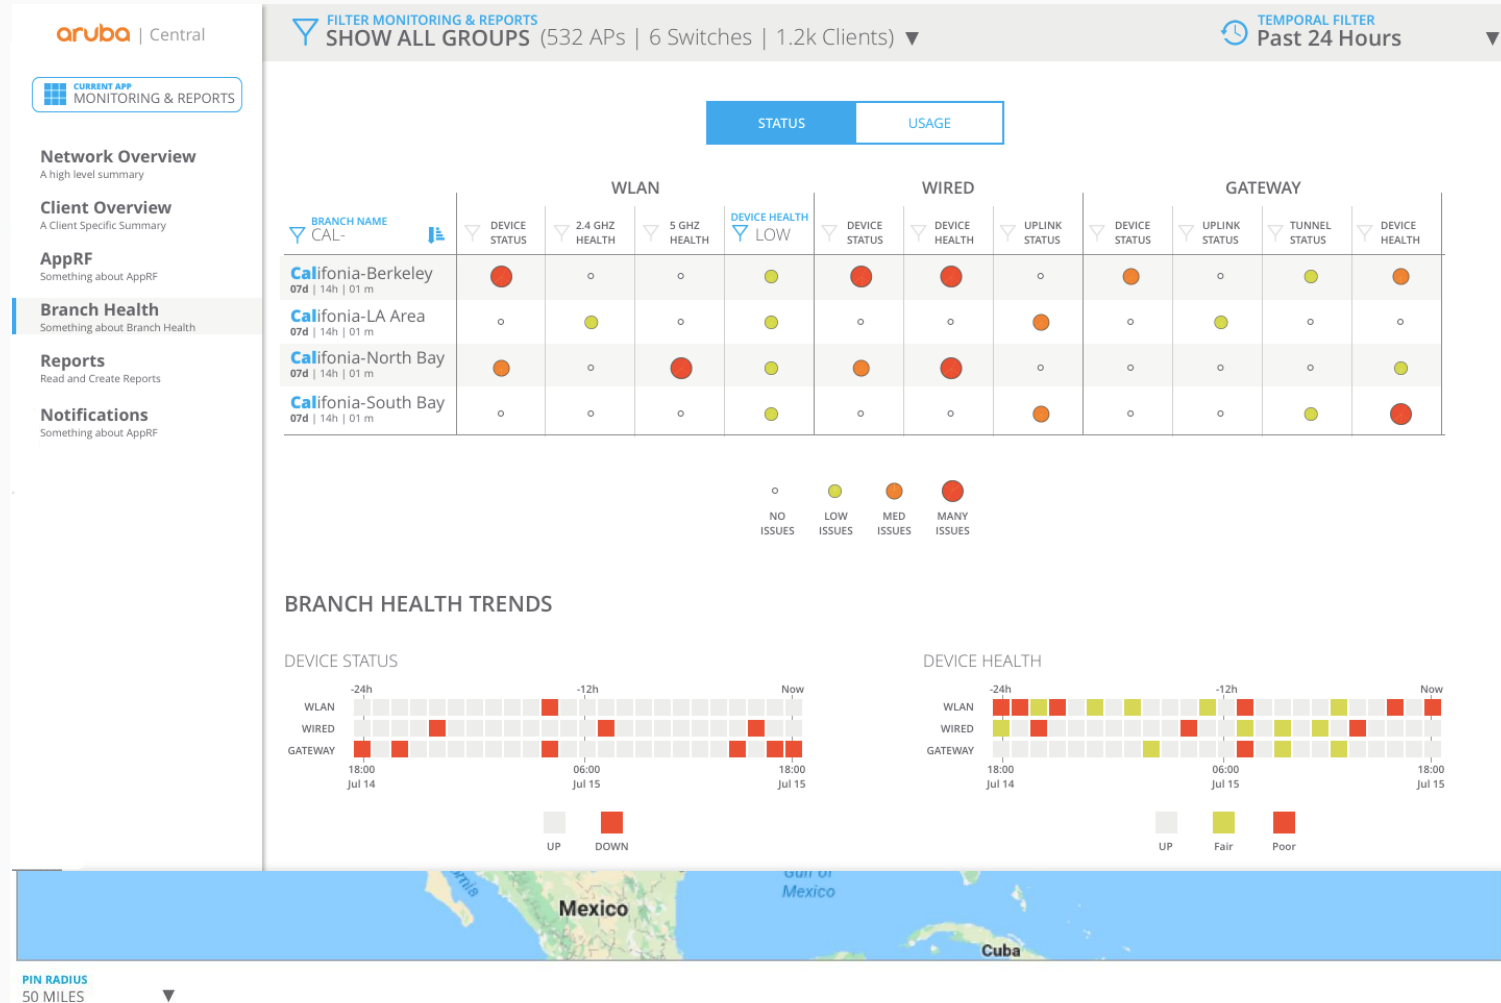 aruba | Central
FILTER MONITORING & REPORTS
SHOW ALL GROUPS (532 APs | 6 Switches | 1.2k Clients) ▼
TEMPORAL FILTER
Past 24 Hours ▼
CURRENT APP
MONITORING & REPORTS
Network Overview
A high level summary
Client Overview
A Client Specific Summary
AppRF
Something about AppRF
Branch Health
Something about Branch Health
Reports
Read and Create Reports
Notifications
Something about AppRF
STATUS
USAGE
WLAN
WIRED
GATEWAY
BRANCH NAME
CAL-
DEVICE
STATUS
2.4 GHZ
HEALTH
5 GHZ
HEALTH
DEVICE HEALTH
LOW
DEVICE
STATUS
DEVICE
HEALTH
UPLINK
STATUS
DEVICE
STATUS
UPLINK
STATUS
TUNNEL
STATUS
DEVICE
HEALTH
Califonia-Berkeley
07d | 14h | 01 m
Califonia-LA Area
07d | 14h | 01 m
Califonia-North Bay
07d | 14h | 01 m
Califonia-South Bay
07d | 14h | 01 m
NO
ISSUES
LOW
ISSUES
MED
ISSUES
MANY
ISSUES
BRANCH HEALTH TRENDS
DEVICE STATUS
-24h -12h Now
WLAN
WIRED
GATEWAY
18:00 06:00 18:00
Jul 14 Jul 15 Jul 15
UP DOWN
DEVICE HEALTH
-24h -12h Now
WLAN
WIRED
GATEWAY
18:00 06:00 18:00
Jul 14 Jul 15 Jul 15
UP Fair Poor
Gulf of
Mexico
Mexico
Cuba
PIN RADIUS
50 MILES ▼